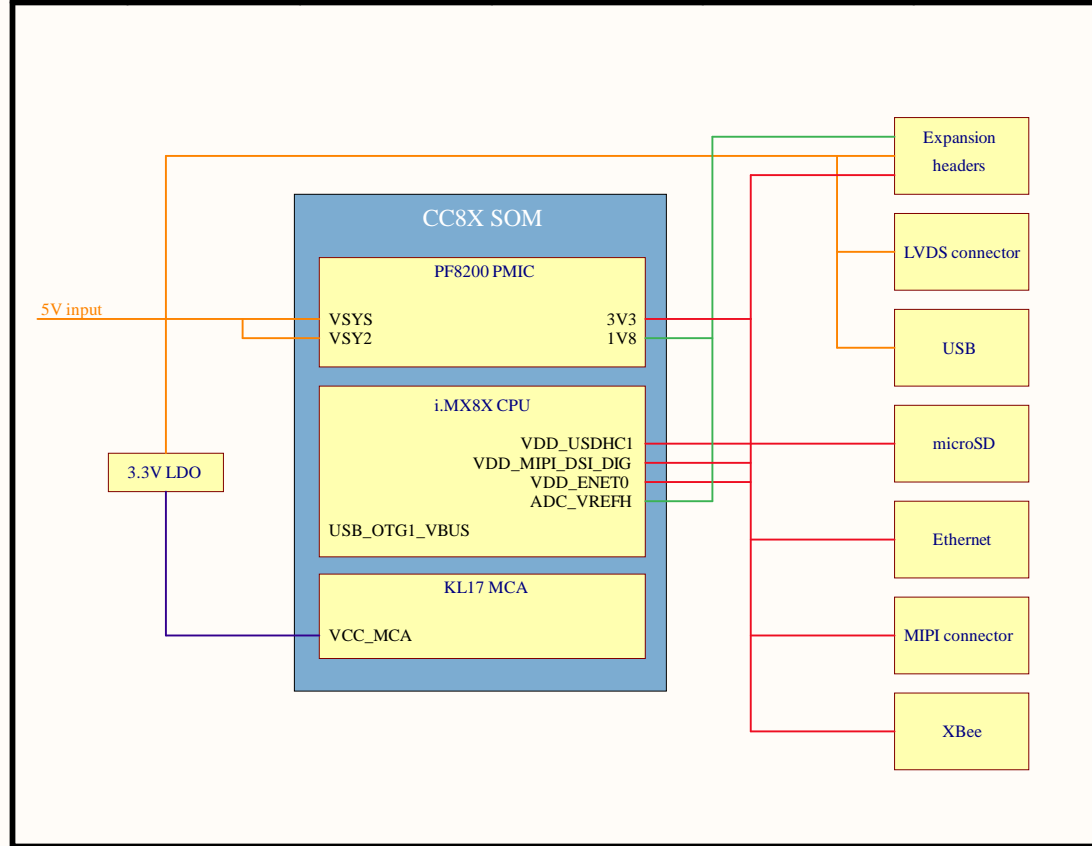 Expansion
headers
CC8X SOM
LVDS connector
PF8200 PMIC
5V input
VSYS
3V3
VSY2
1V8
USB
i.MX8X CPU
VDD_USDHC1
microSD
VDD_MIPI_DSI_DIG
3.3V LDO
VDD_ENET0
ADC_VREFH
USB_OTG1_VBUS
Ethernet
KL17 MCA
VCC_MCA
MIPI connector
XBee